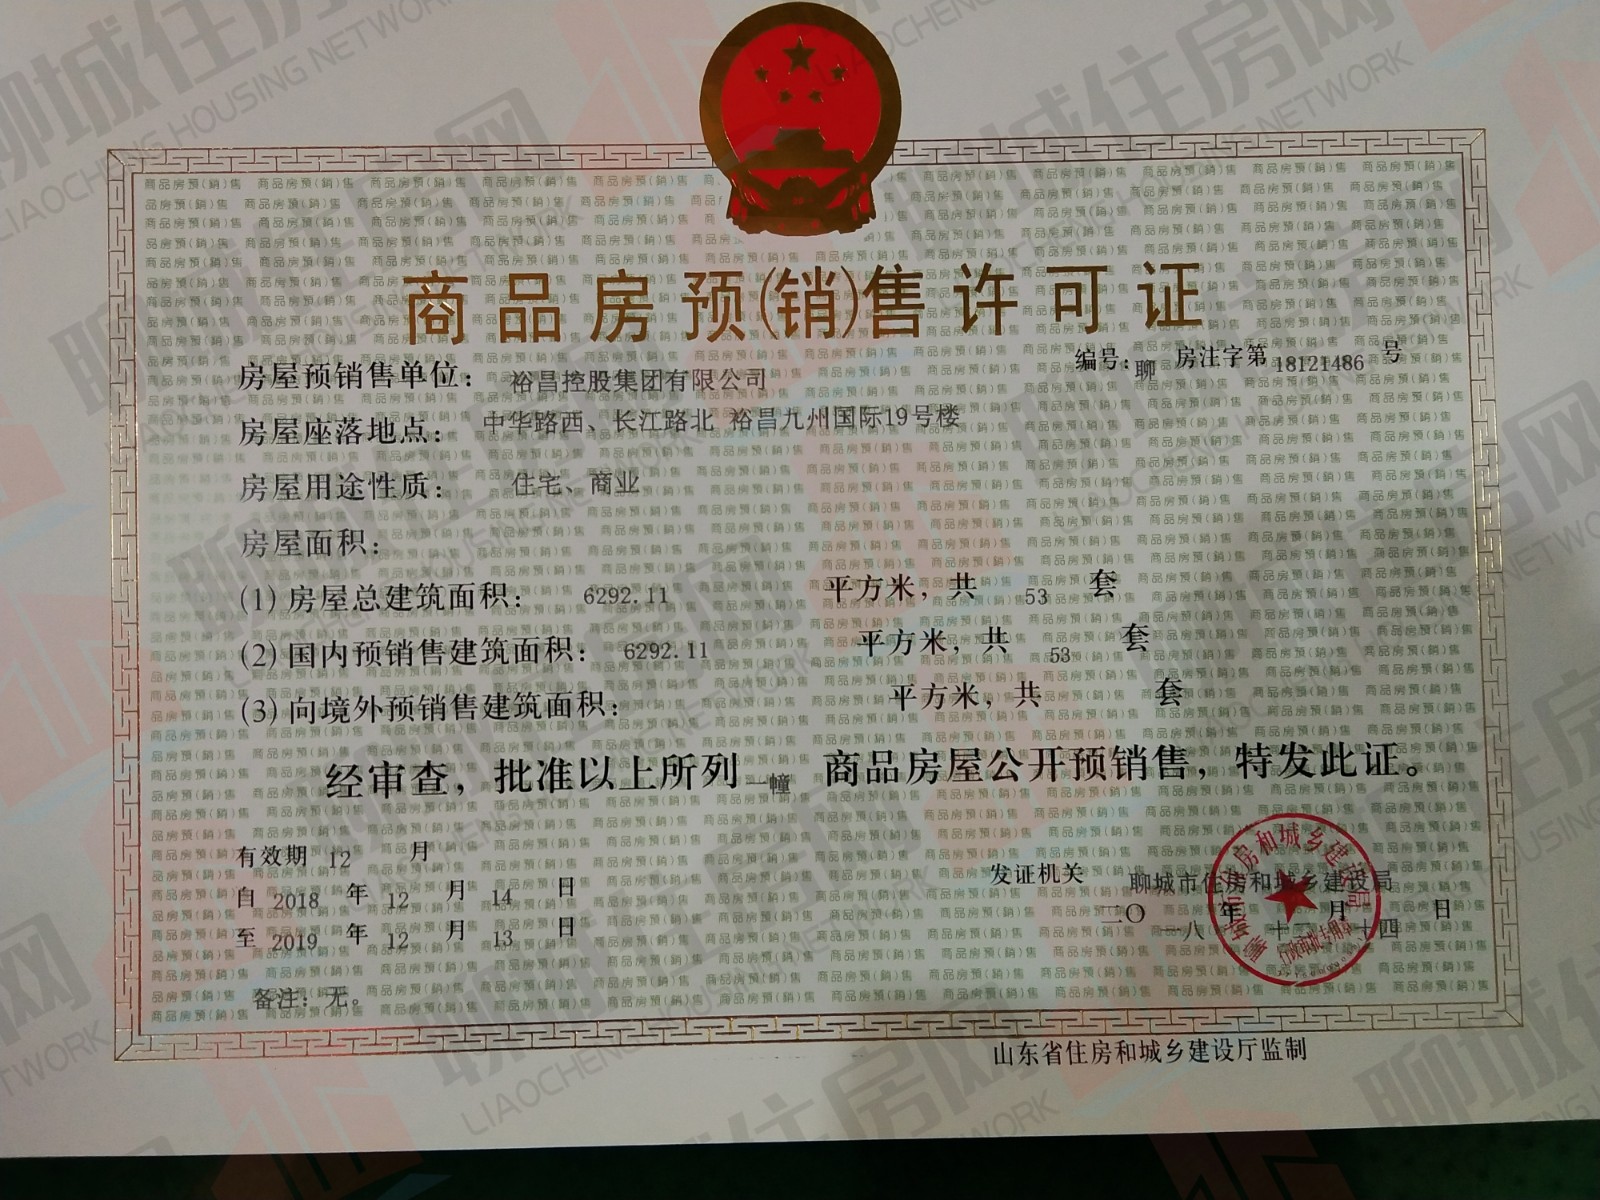 商品房预(销)售许可证
编号:聊 房注字第 18121486 号
房屋预销售单位: 裕昌控股集团有限公司
房屋座落地点: 中华路西、长江路北 裕昌九州国际19号楼
房屋用途性质: 住宅、商业
房屋面积:
(1) 房屋总建筑面积: 6292.11 平方米, 共 53 套
(2) 国内预销售建筑面积: 6292.11 平方米, 共 53 套
(3) 向境外预销售建筑面积: 平方米, 共 套
经审查, 批准以上所列 一幢 商品房屋公开预销售, 特发此证。
有效期 12 月
自 2018 年 12 月 14 日
至 2019 年 12 月 13 日
备注: 无。
发证机关 聊城市住房和城乡建设局
二〇一八 年 十二 月 十四 日
山东省住房和城乡建设厅监制
聊城住房网
LIAOCHENG HOUSING NETWORK